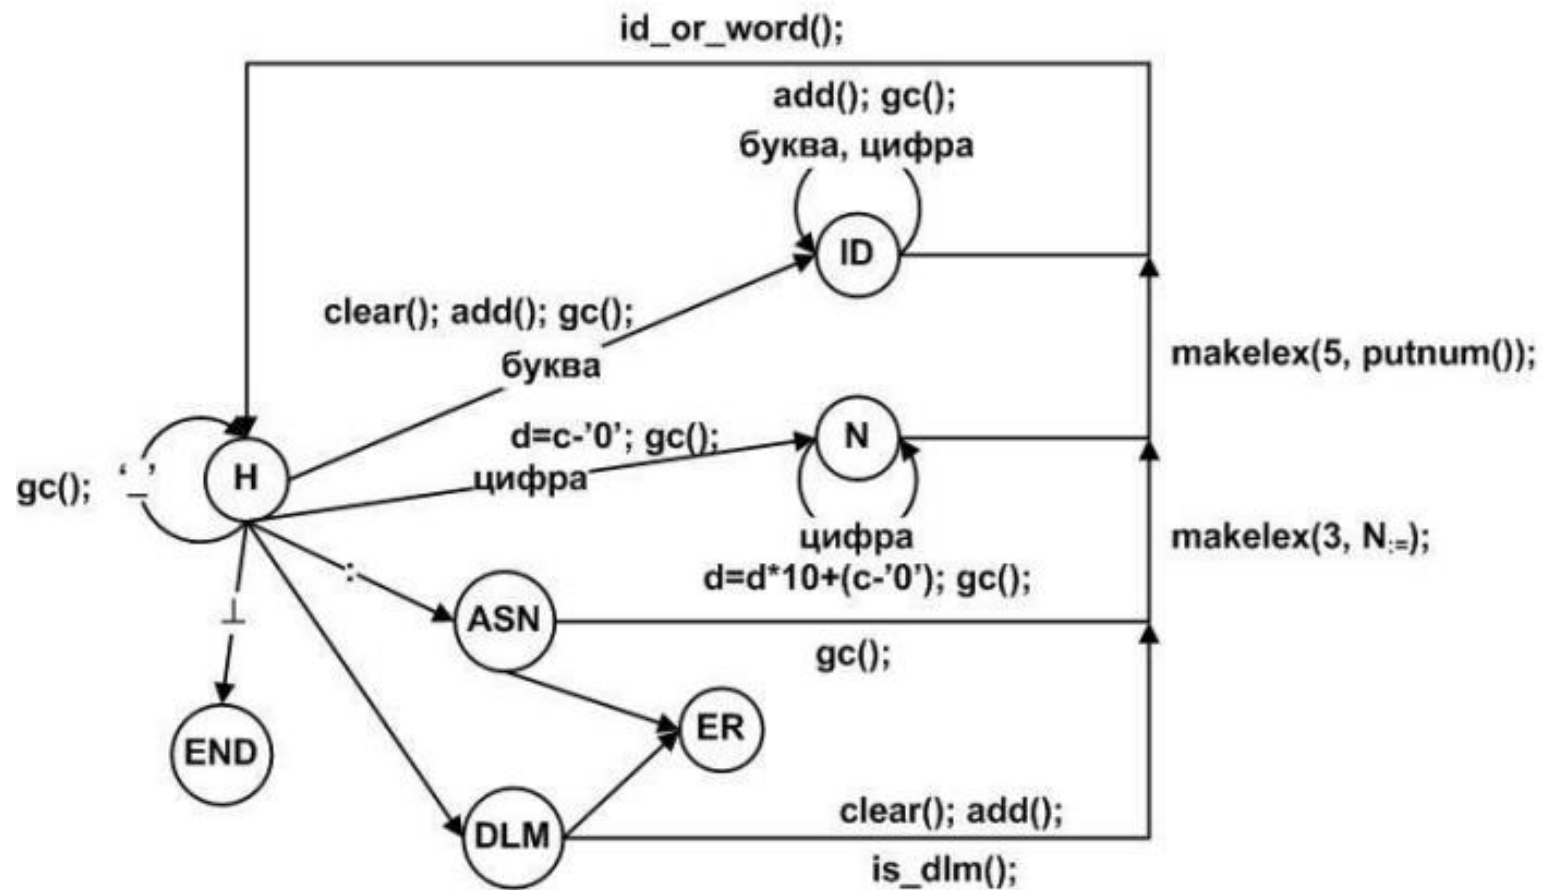 id_or_word();
add(); gc();
буква, цифра
ID
clear(); add(); gc();
буква
makelex(5, putnum());
d=c-’0’; gc();
цифра
N
gc(); ‘_’
H
цифра
d=d*10+(c-’0’); gc();
makelex(3, N:=);
:
ASN
gc();
⊥
ER
END
clear(); add();
DLM
is_dlm();